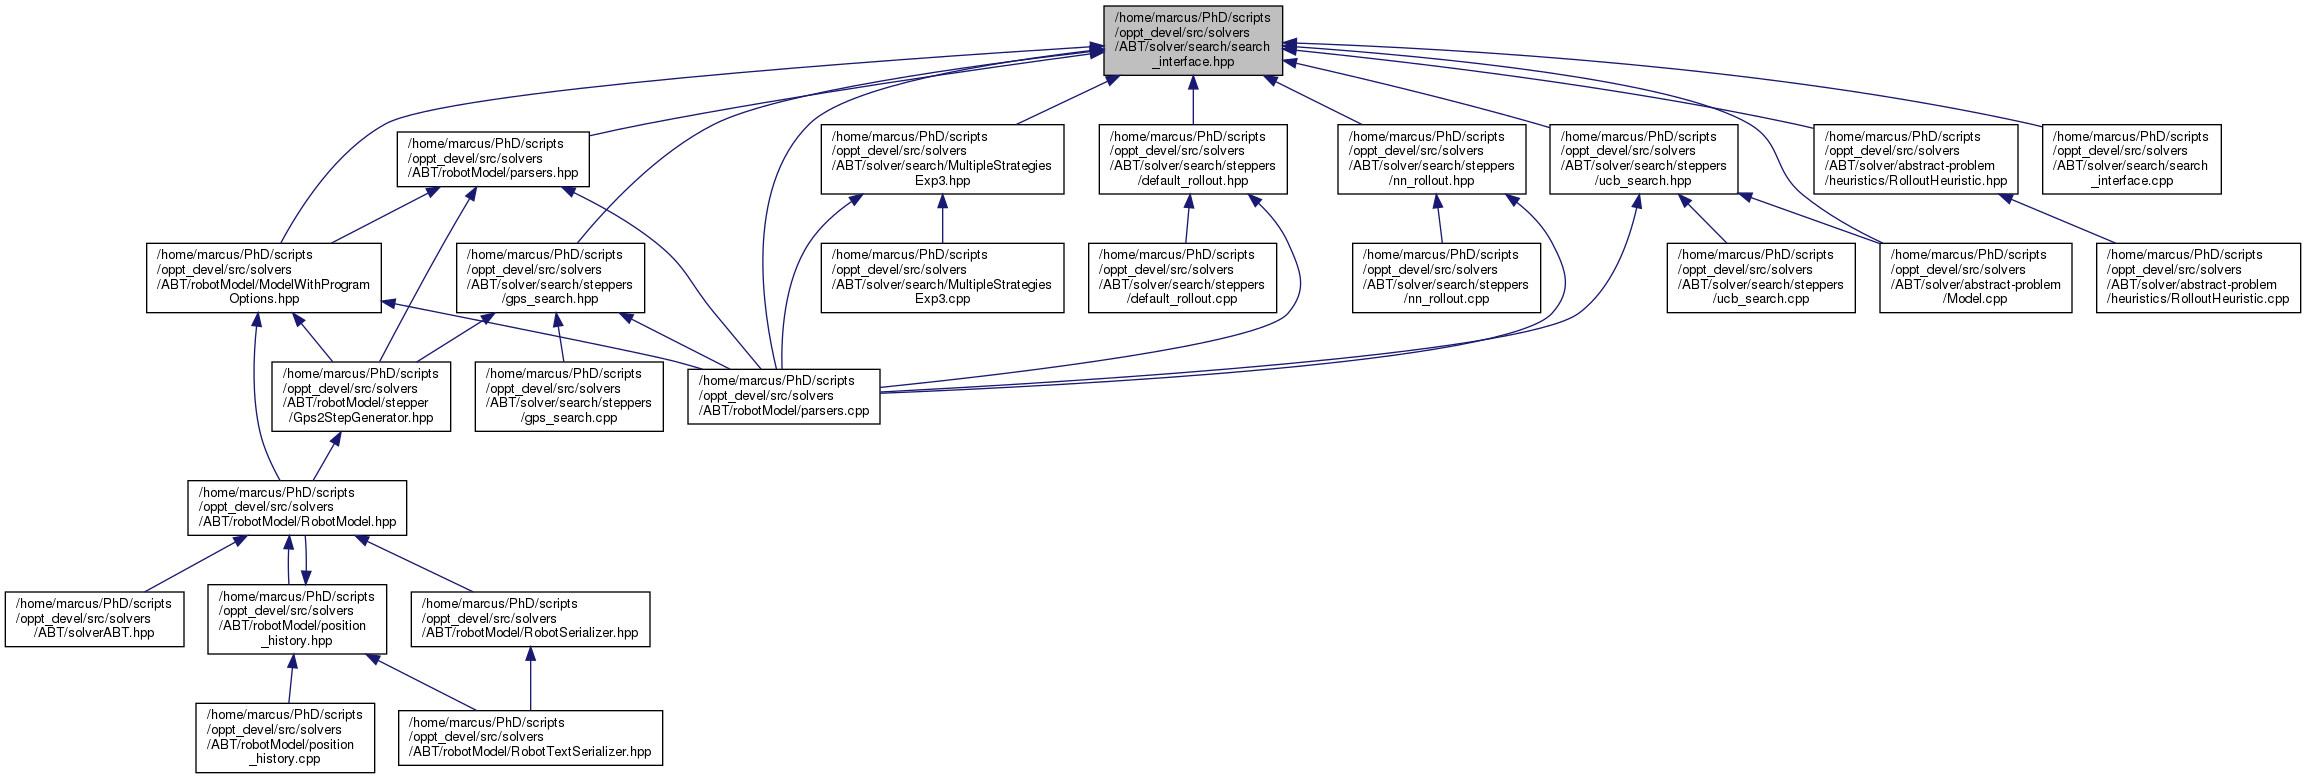 /home/marcus/PhD/scripts
/oppt_devel/src/solvers
/ABT/solver/search/search
_interface.hpp
/home/marcus/PhD/scripts
/oppt_devel/src/solvers
/ABT/robotModel/parsers.hpp
/home/marcus/PhD/scripts
/oppt_devel/src/solvers
/ABT/solver/search/MultipleStrategies
Exp3.hpp
/home/marcus/PhD/scripts
/oppt_devel/src/solvers
/ABT/solver/search/steppers
/default_rollout.hpp
/home/marcus/PhD/scripts
/oppt_devel/src/solvers
/ABT/solver/search/steppers
/nn_rollout.hpp
/home/marcus/PhD/scripts
/oppt_devel/src/solvers
/ABT/solver/search/steppers
/ucb_search.hpp
/home/marcus/PhD/scripts
/oppt_devel/src/solvers
/ABT/solver/abstract-problem
/heuristics/RolloutHeuristic.hpp
/home/marcus/PhD/scripts
/oppt_devel/src/solvers
/ABT/solver/search/search
_interface.cpp
/home/marcus/PhD/scripts
/oppt_devel/src/solvers
/ABT/robotModel/ModelWithProgram
Options.hpp
/home/marcus/PhD/scripts
/oppt_devel/src/solvers
/ABT/solver/search/steppers
/gps_search.hpp
/home/marcus/PhD/scripts
/oppt_devel/src/solvers
/ABT/solver/search/MultipleStrategies
Exp3.cpp
/home/marcus/PhD/scripts
/oppt_devel/src/solvers
/ABT/solver/search/steppers
/default_rollout.cpp
/home/marcus/PhD/scripts
/oppt_devel/src/solvers
/ABT/solver/search/steppers
/nn_rollout.cpp
/home/marcus/PhD/scripts
/oppt_devel/src/solvers
/ABT/solver/search/steppers
/ucb_search.cpp
/home/marcus/PhD/scripts
/oppt_devel/src/solvers
/ABT/solver/abstract-problem
/Model.cpp
/home/marcus/PhD/scripts
/oppt_devel/src/solvers
/ABT/solver/abstract-problem
/heuristics/RolloutHeuristic.cpp
/home/marcus/PhD/scripts
/oppt_devel/src/solvers
/ABT/robotModel/stepper
/Gps2StepGenerator.hpp
/home/marcus/PhD/scripts
/oppt_devel/src/solvers
/ABT/solver/search/steppers
/gps_search.cpp
/home/marcus/PhD/scripts
/oppt_devel/src/solvers
/ABT/robotModel/parsers.cpp
/home/marcus/PhD/scripts
/oppt_devel/src/solvers
/ABT/robotModel/RobotModel.hpp
/home/marcus/PhD/scripts
/oppt_devel/src/solvers
/ABT/solverABT.hpp
/home/marcus/PhD/scripts
/oppt_devel/src/solvers
/ABT/robotModel/position
_history.hpp
/home/marcus/PhD/scripts
/oppt_devel/src/solvers
/ABT/robotModel/RobotSerializer.hpp
/home/marcus/PhD/scripts
/oppt_devel/src/solvers
/ABT/robotModel/position
_history.cpp
/home/marcus/PhD/scripts
/oppt_devel/src/solvers
/ABT/robotModel/RobotTextSerializer.hpp